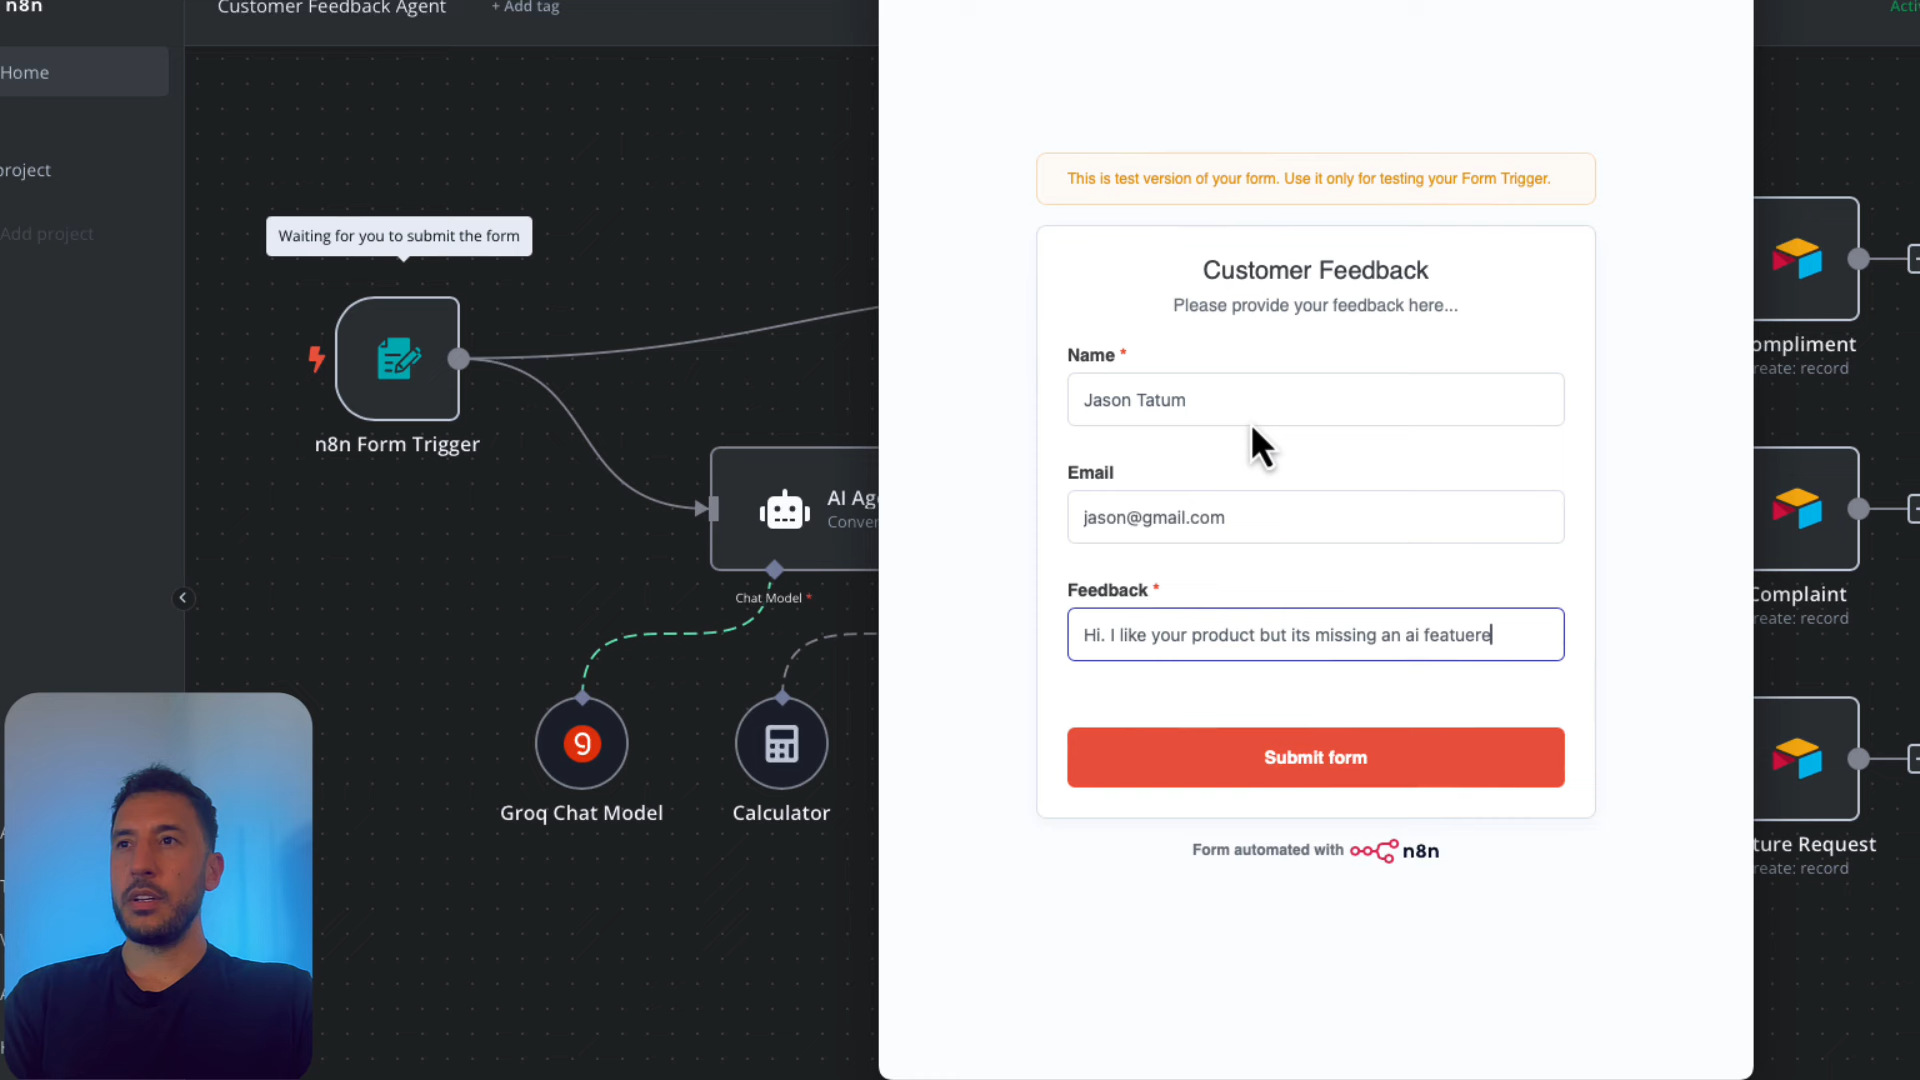 n8n
Customer Feedback Agent
+ Add tag
Acti
Home
project
Add project
Waiting for you to submit the form
n8n Form Trigger
AI Age
Conver
Chat Model *
Groq Chat Model
Calculator
This is test version of your form. Use it only for testing your Form Trigger.
Customer Feedback
Please provide your feedback here...
Name *
Jason Tatum
Email
jason@gmail.com
Feedback *
Hi. I like your product but its missing an ai featuere
Submit form
Form automated with n8n
ompliment
reate: record
Complaint
reate: record
ture Request
reate: record